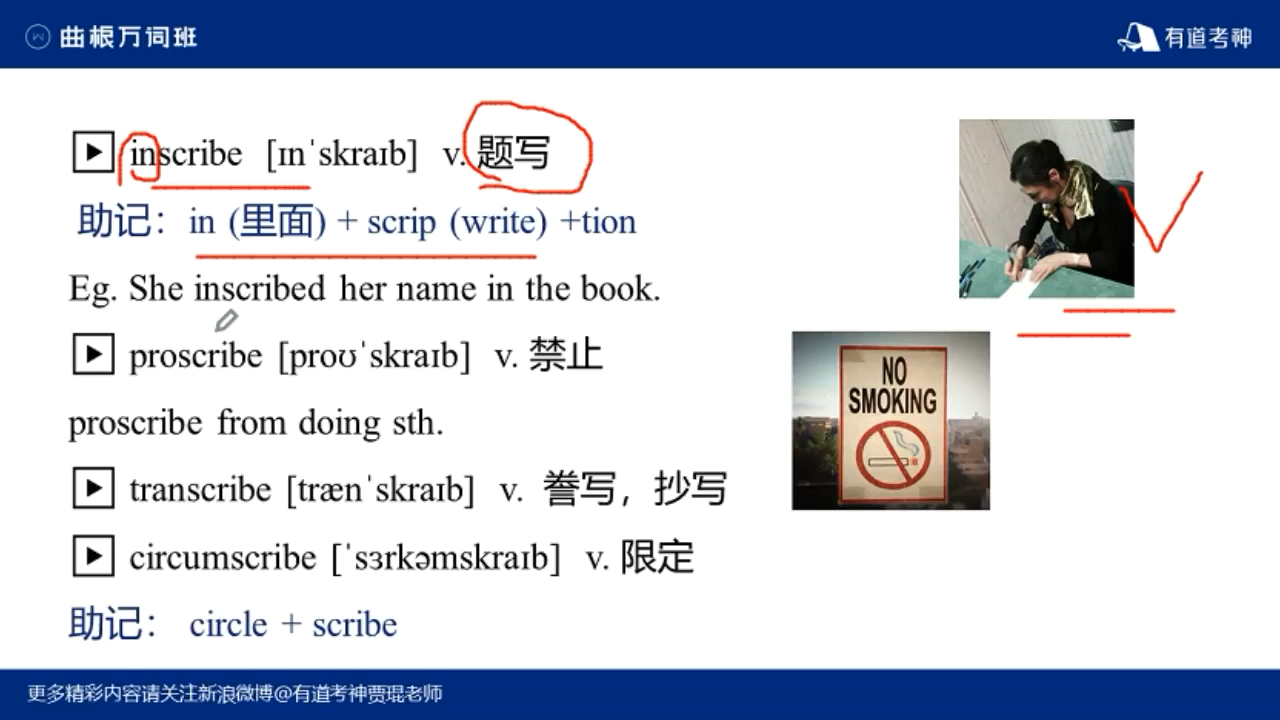 曲根万词班
有道考神
inscribe [ɪnˈskraɪb] v. 题写
助记：in (里面) + scrip (write) +tion
Eg. She inscribed her name in the book.
proscribe [proʊˈskraɪb] v. 禁止
NO
SMOKING
proscribe from doing sth.
transcribe [trænˈskraɪb] v. 誊写，抄写
circumscribe [ˈsɜrkəmskraɪb] v. 限定
助记： circle + scribe
更多精彩内容请关注新浪微博@有道考神贾琨老师